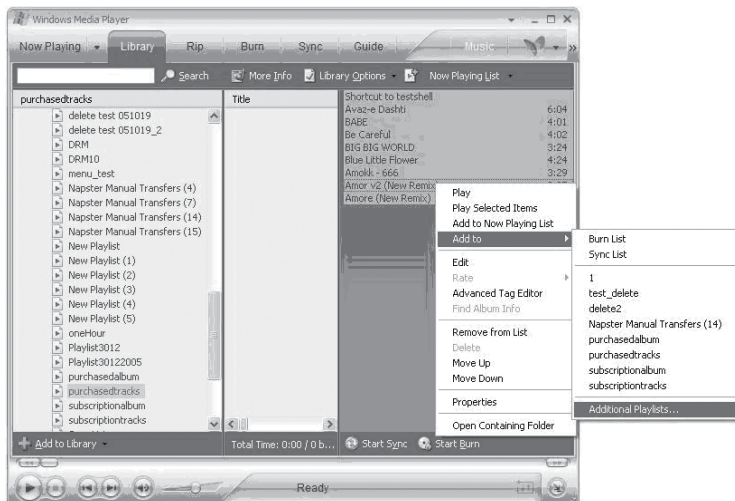 Windows Media Player
Now Playing Library Rip Burn Sync Guide Music
Search More Info Library Options Now Playing List
purchasedtracks
delete test 051019
delete test 051019_2
DRM
DRM10
menu_test
Napster Manual Transfers (4)
Napster Manual Transfers (7)
Napster Manual Transfers (14)
Napster Manual Transfers (15)
New Playlist
New Playlist (1)
New Playlist (2)
New Playlist (3)
New Playlist (4)
New Playlist (5)
oneHour
Playlist3012
Playlist30122005
purchasedalbum
purchasedtracks
subscriptionalbum
subscriptiontracks
Title
Shortcut to testshell
Avaz-e Dashti 6:04
BABE 4:01
Be Careful 4:02
BIG BIG WORLD 3:24
Blue Little Flower 4:24
Amokk - 666 3:29
Amor v2 (New Remix)
Amore (New Remix)
Play
Play Selected Items
Add to Now Playing List
Add to
Edit
Rate
Advanced Tag Editor
Find Album Info
Remove from List
Delete
Move Up
Move Down
Properties
Open Containing Folder
Burn List
Sync List
1
test_delete
delete2
Napster Manual Transfers (14)
purchasedalbum
purchasedtracks
subscriptionalbum
subscriptiontracks
Additional Playlists...
Add to Library Total Time: 0:00 / 0 b... Start Sync Start Burn
Ready